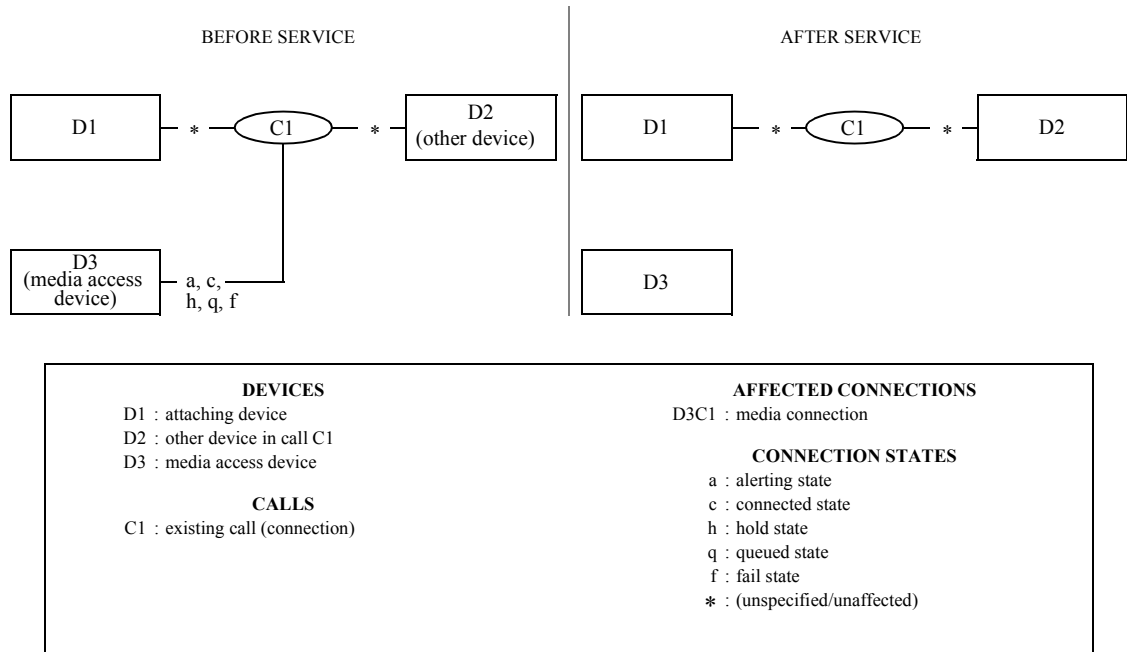 BEFORE SERVICE
AFTER SERVICE
D1
*
C1
*
D2
(other device)
D1
*
C1
*
D2
D3
(media access
device)
a, c,
h, q, f
D3
DEVICES
D1 : attaching device
D2 : other device in call C1
D3 : media access device
CALLS
C1 : existing call (connection)
AFFECTED CONNECTIONS
D3C1 : media connection
CONNECTION STATES
a : alerting state
c : connected state
h : hold state
q : queued state
f : fail state
* : (unspecified/unaffected)